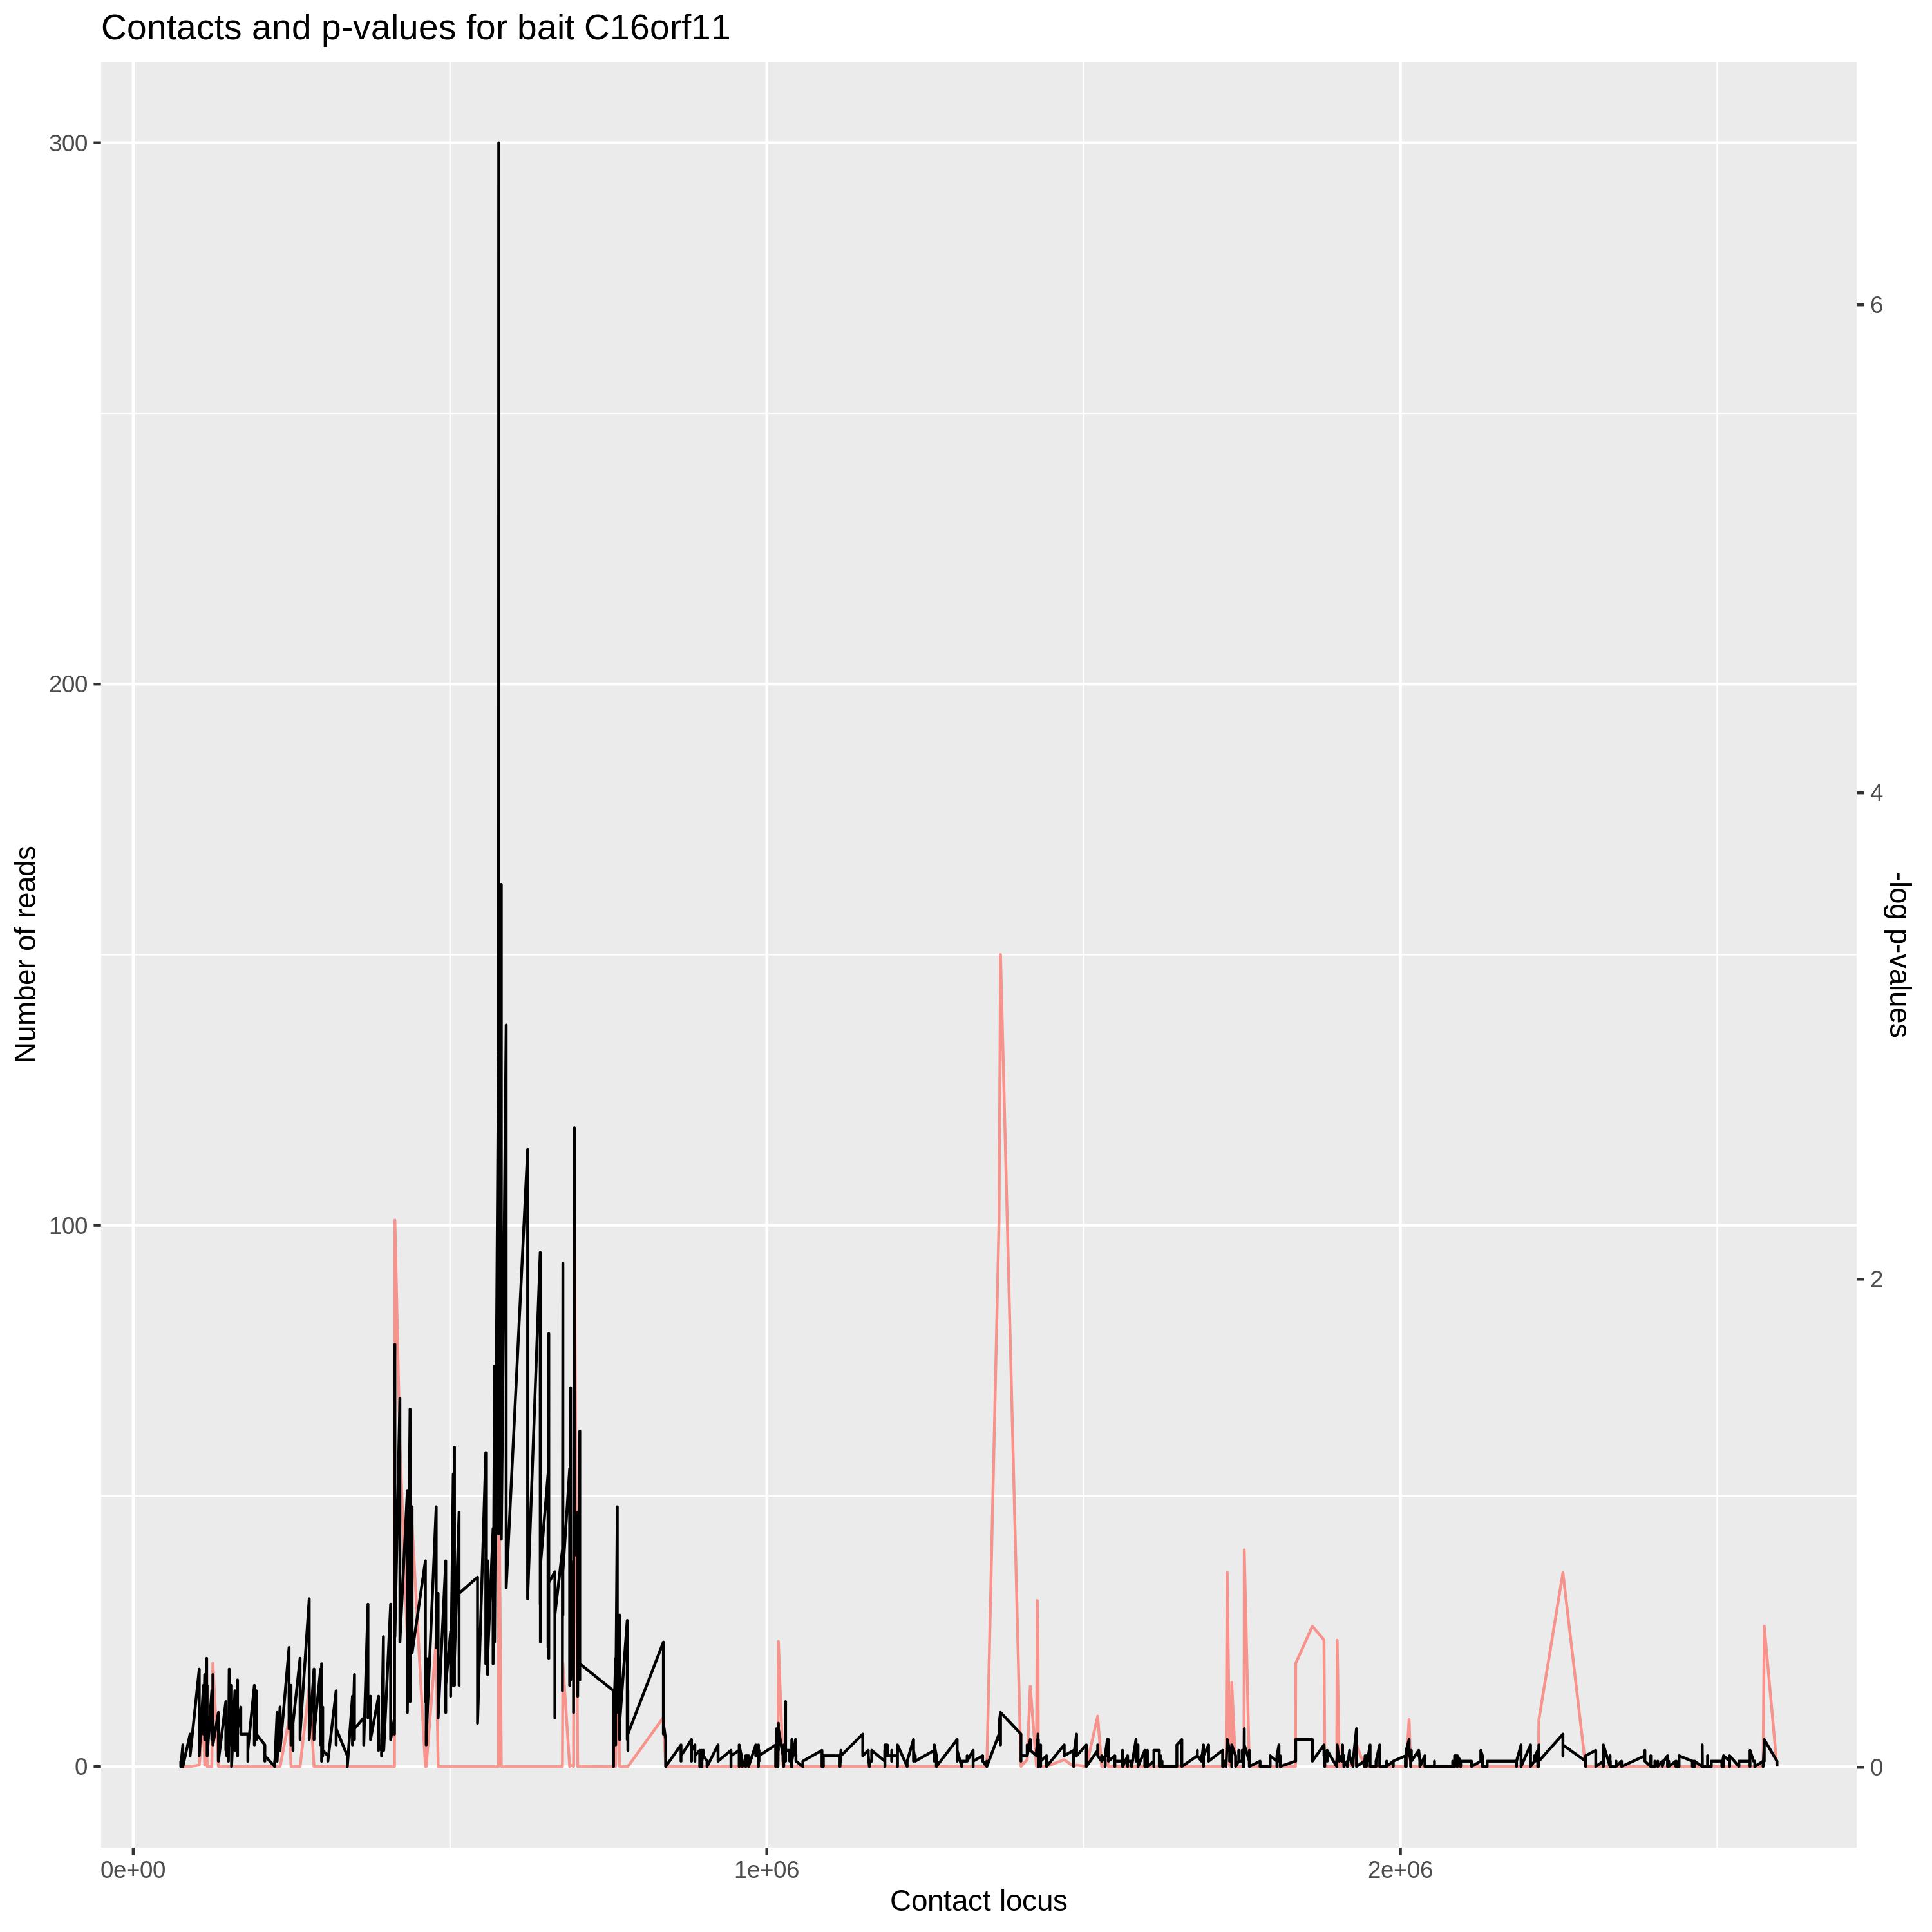 Contacts and p-values for bait C16orf11
300
200
100
0
Number of reads
6
4
2
0
-log p-values
0e+00
1e+06
2e+06
Contact locus